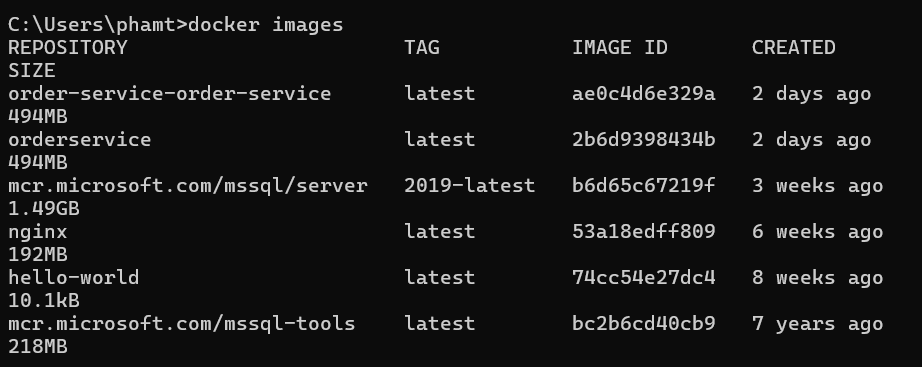 C:\Users\phamt>docker images
REPOSITORY                       TAG           IMAGE ID       CREATED
SIZE
order-service-order-service      latest        ae0c4d6e329a   2 days ago
494MB
orderservice                     latest        2b6d9398434b   2 days ago
494MB
mcr.microsoft.com/mssql/server   2019-latest   b6d65c67219f   3 weeks ago
1.49GB
nginx                            latest        53a18edff809   6 weeks ago
192MB
hello-world                      latest        74cc54e27dc4   8 weeks ago
10.1kB
mcr.microsoft.com/mssql-tools    latest        bc2b6cd40cb9   7 years ago
218MB